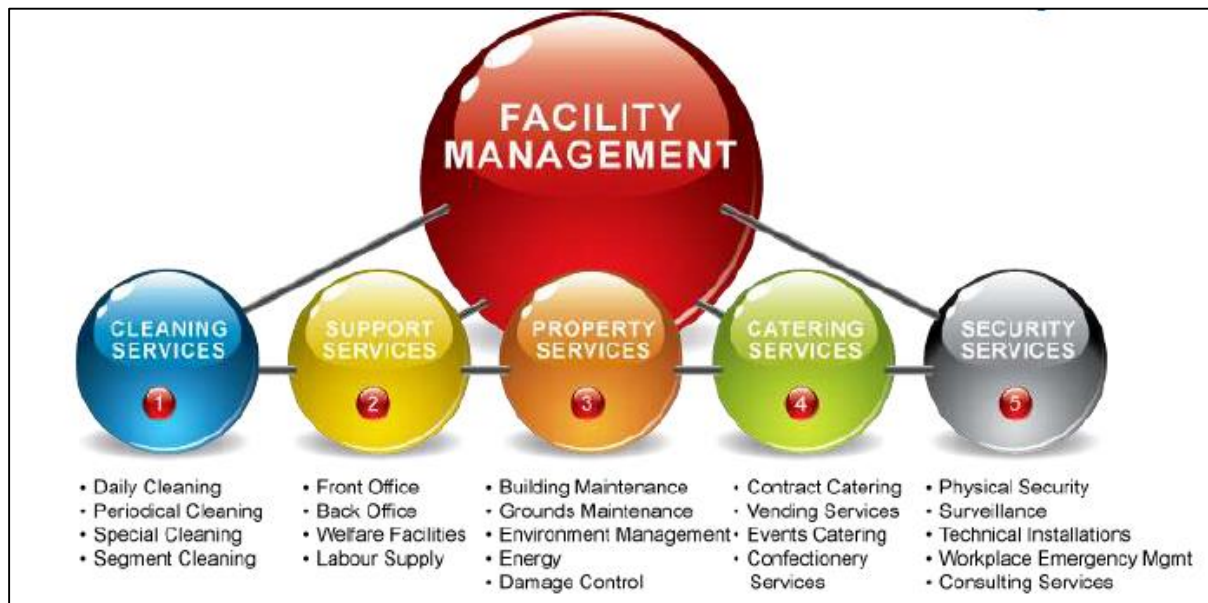 FACILITY
MANAGEMENT
CLEANING
SERVICES
1
SUPPORT
SERVICES
2
PROPERTY
SERVICES
3
CATERING
SERVICES
4
SECURITY
SERVICES
5
• Daily Cleaning
• Periodical Cleaning
• Special Cleaning
• Segment Cleaning
• Front Office
• Back Office
• Welfare Facilities
• Labour Supply
• Building Maintenance
• Grounds Maintenance
• Environment Management
• Energy
• Damage Control
• Contract Catering
• Vending Services
• Events Catering
• Confectionery
Services
• Physical Security
• Surveillance
• Technical Installations
• Workplace Emergency Mgmt
• Consulting Services